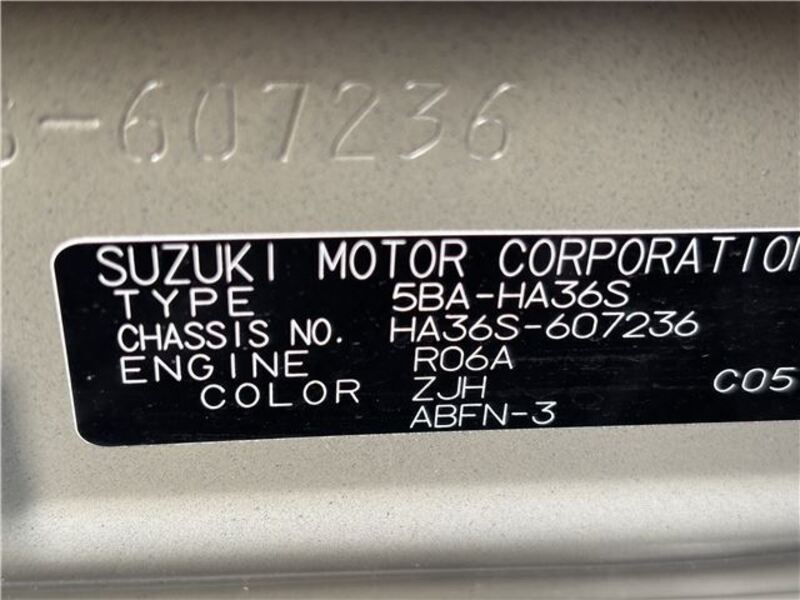 S-607236
SUZUKI MOTOR CORPORATION
TYPE 5BA-HA36S
CHASSIS NO. HA36S-607236
ENGINE R06A
COLOR ZJH C05
ABFN-3